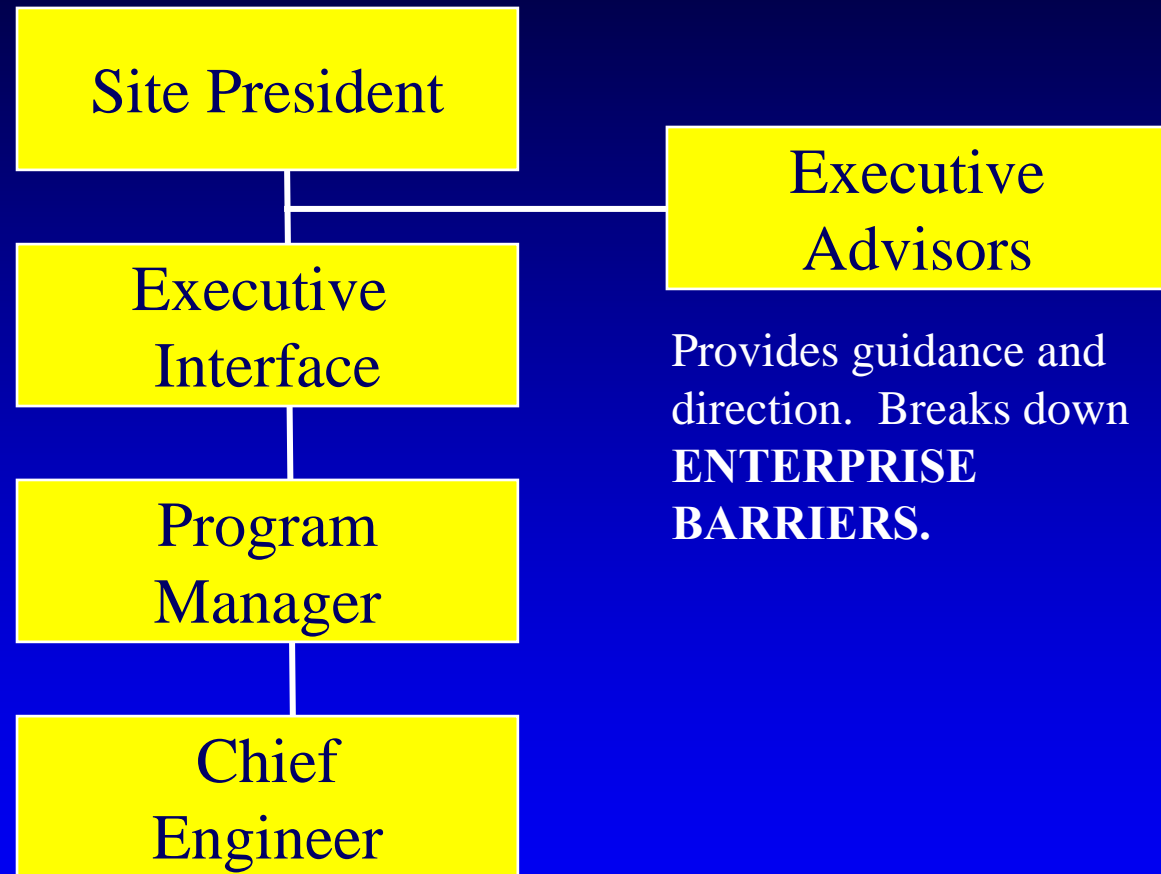 Site President
Executive
Advisors
Executive
Interface
Provides guidance and
direction.  Breaks down
ENTERPRISE
BARRIERS.
Program
Manager
Chief
Engineer